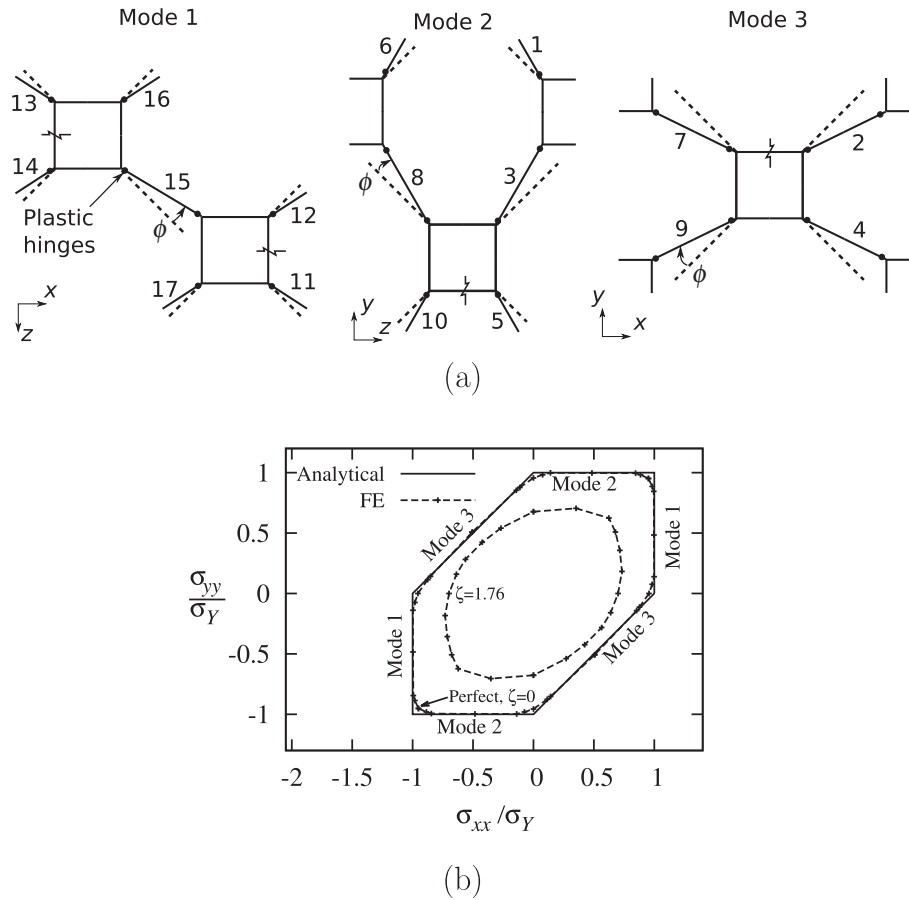 Mode 1
Mode 2
Mode 3
13
16
14
15
Plastic
hinges
ϕ
12
17
11
x
z
6
1
ϕ
8
3
10
5
y
z
7
2
9
4
ϕ
y
x
(a)
1
0.5
0
-0.5
-1
σyy
σY
Analytical
FE
Mode 2
Mode 3
Mode 1
ζ=1.76
Mode 1
Mode 3
Perfect, ζ=0
Mode 2
-2 -1.5 -1 -0.5 0 0.5 1
σxx /σY
(b)